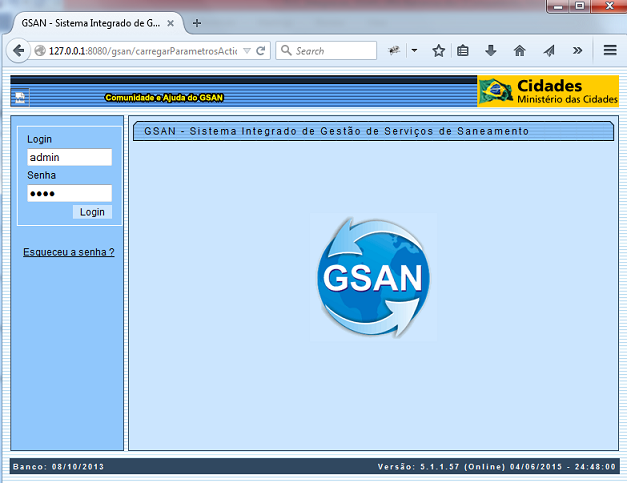 GSAN - Sistema Integrado de G...
127.0.0.1:8080/gsan/carregarParametrosActio
Search
Comunidade e Ajuda do GSAN
Cidades
Ministério das Cidades
GSAN - Sistema Integrado de Gestão de Serviços de Saneamento
Login
admin
Senha
Login
Esqueceu a senha ?
GSAN
Banco: 08/10/2013
Versão: 5.1.1.57 (Online) 04/06/2015 - 24:48:00